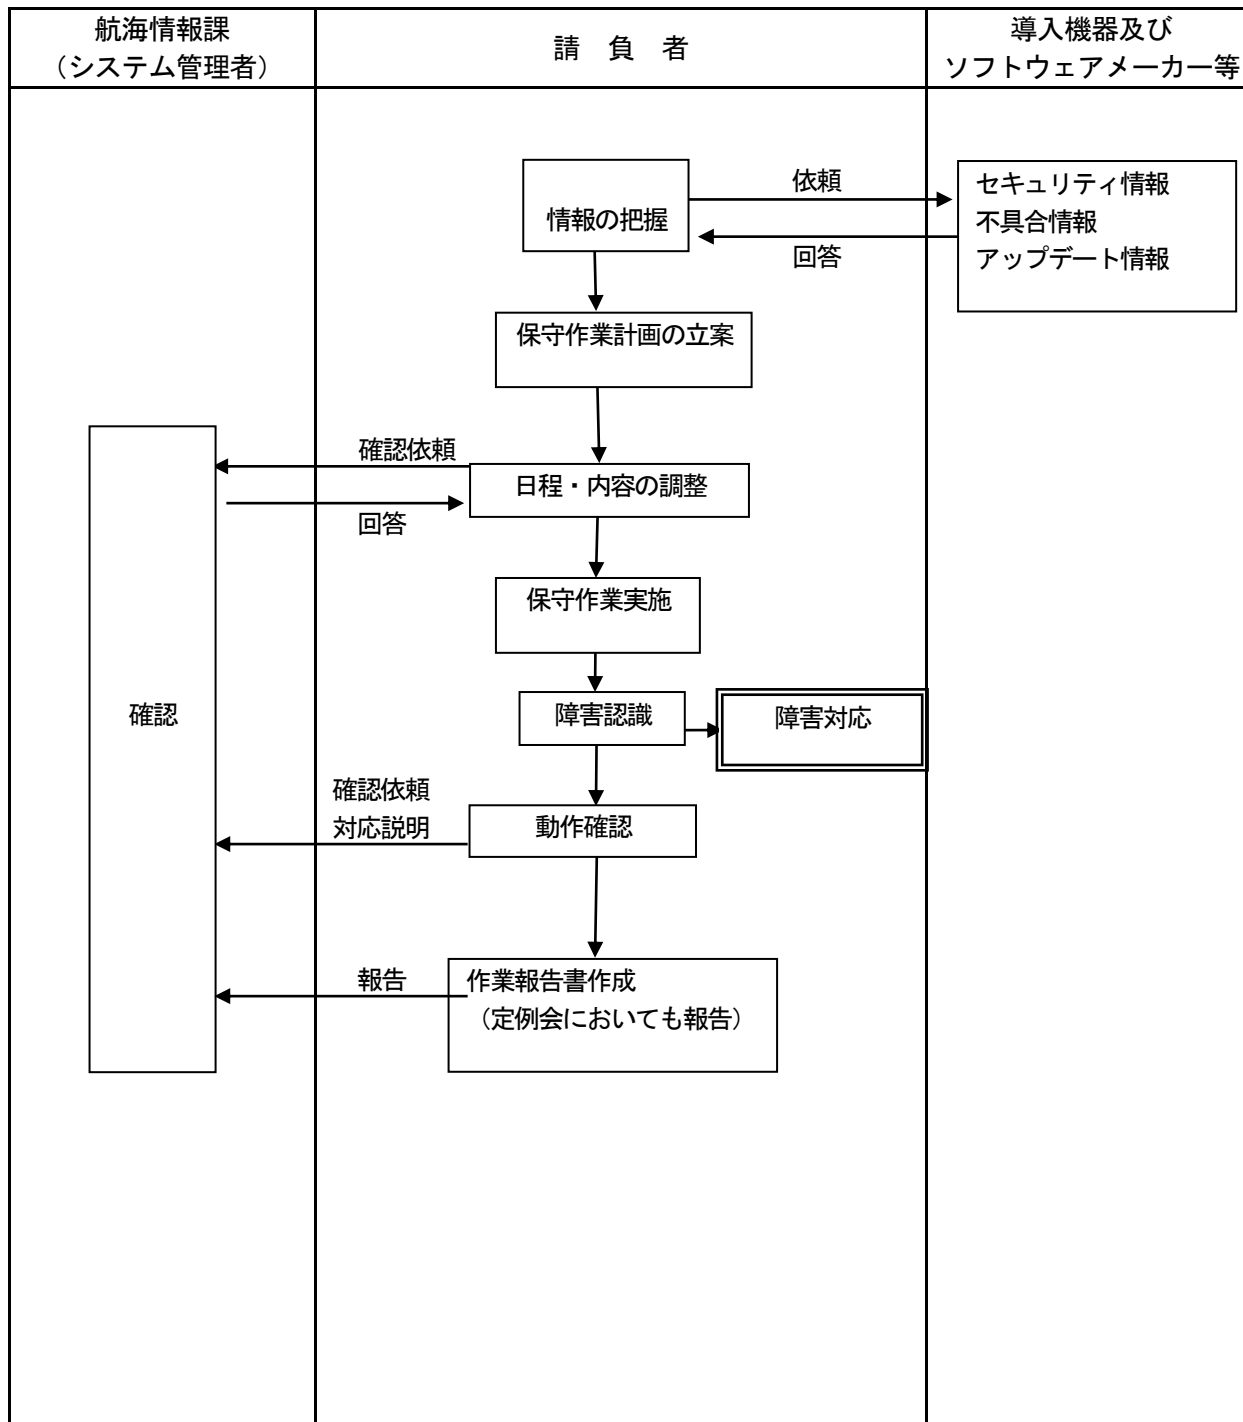 航海情報課
（システム管理者）
請　負　者
導入機器及び
ソフトウェアメーカー等
情報の把握
依頼
回答
セキュリティ情報
不具合情報
アップデート情報
保守作業計画の立案
確認依頼
日程・内容の調整
回答
保守作業実施
確認
障害認識
障害対応
確認依頼
対応説明
動作確認
報告
作業報告書作成
（定例会においても報告）